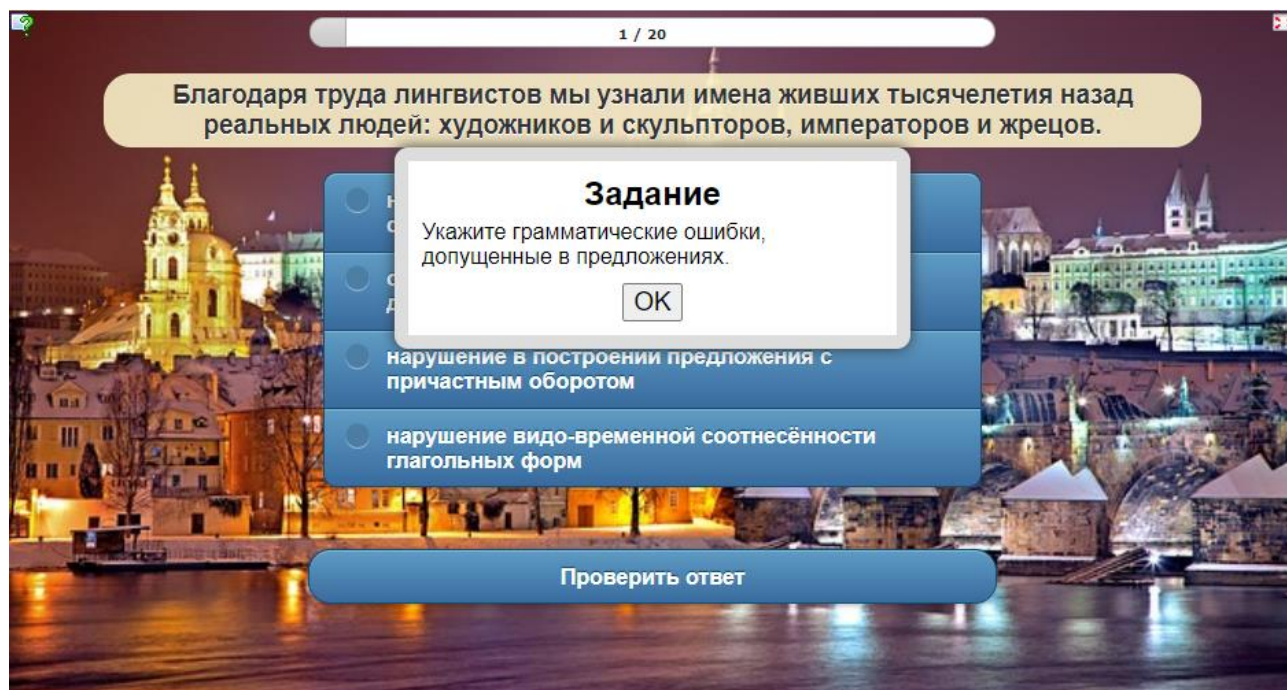 1 / 20
Благодаря труда лингвистов мы узнали имена живших тысячелетия назад
реальных людей: художников и скульпторов, императоров и жрецов.
Задание
Укажите грамматические ошибки,
допущенные в предложениях.
OK
нарушение в построении предложения с
причастным оборотом
нарушение видо-временной соотнесённости
глагольных форм
Проверить ответ